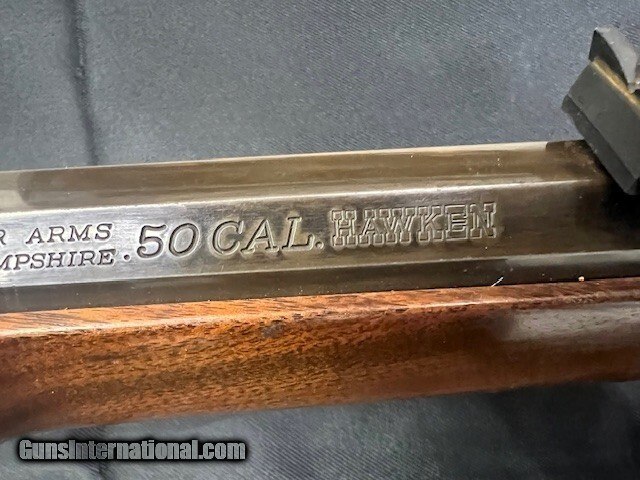 R ARMS
MPSHIRE
.50 CAL. HAWKEN
GunsInternational.com